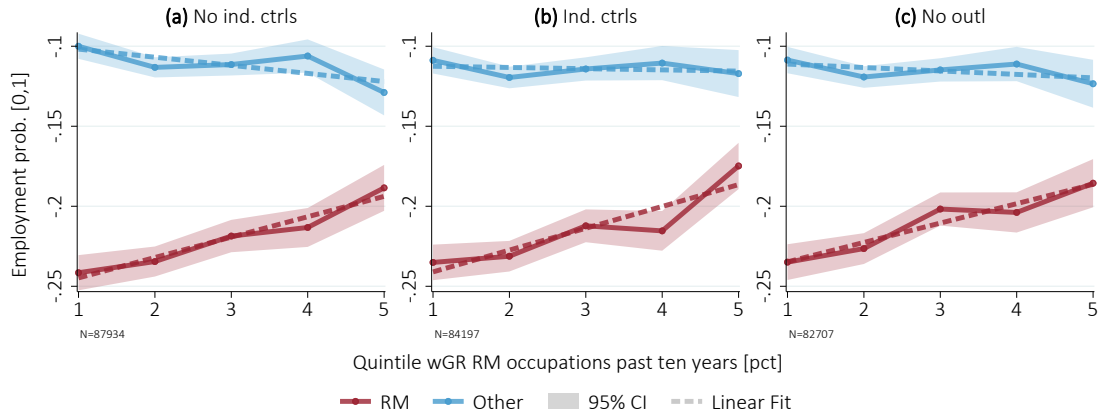 (a) No ind. ctrls
(b) Ind. ctrls
(c) No outl
Employment prob. [0,1]
-.1
-.15
-.2
-.25
1 2 3 4 5
N=87934
-.1
-.15
-.2
-.25
1 2 3 4 5
N=84197
-.1
-.15
-.2
-.25
1 2 3 4 5
N=82707
Quintile wGR RM occupations past ten years [pct]
RM Other 95% CI Linear Fit